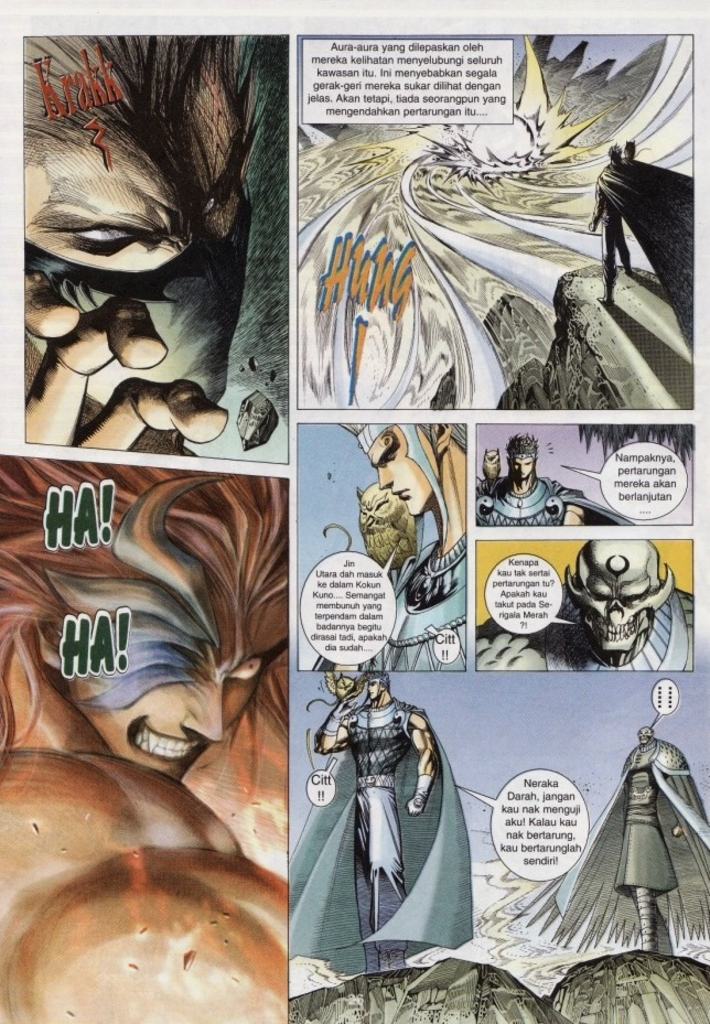 Krakk
HA!
HA!
Aura-aura yang dilepaskan oleh
mereka kelihatan menyelubungi seluruh
kawasan itu. Ini menyebabkan segala
gerak-geri mereka sukar dilihat dengan
jelas. Akan tetapi, tiada seorangpun yang
mengendahkan pertarungan itu....
Jin
Utara dah masuk
ke dalam Kokun
Kuno.... Semangat
membunuh yang
terpendam dalam
badannya begitu
dirasai tadi, apakah
dia sudah....
Citt
!!
Nampaknya,
pertarungan
mereka akan
berlanjutan
....
Kenapa
kau tak sertai
pertarungan tu?
Apakah kau
takut pada Se-
rigala Merah
?!
Citt
!!
Neraka
Darah, jangan
kau nak menguji
aku! Kalau kau
nak bertarung,
kau bertarunglah
sendiri!